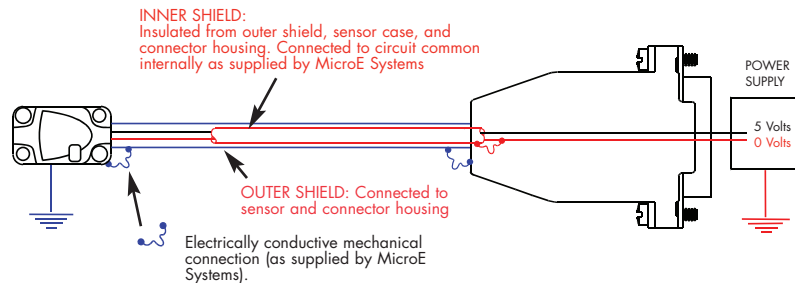 INNER SHIELD:
Insulated from outer shield, sensor case, and
connector housing. Connected to circuit common
internally as supplied by MicroE Systems
POWER
SUPPLY
5 Volts
0 Volts
OUTER SHIELD: Connected to
sensor and connector housing
Electrically conductive mechanical
connection (as supplied by MicroE
Systems).